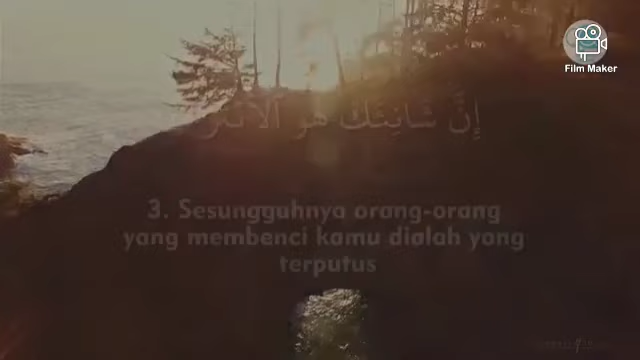 Film Maker
إِنَّ شَانِئَكَ هُوَ الْأَبْتَرُ
3. Sesungguhnya orang-orang
yang membenci kamu dialah yang
terputus